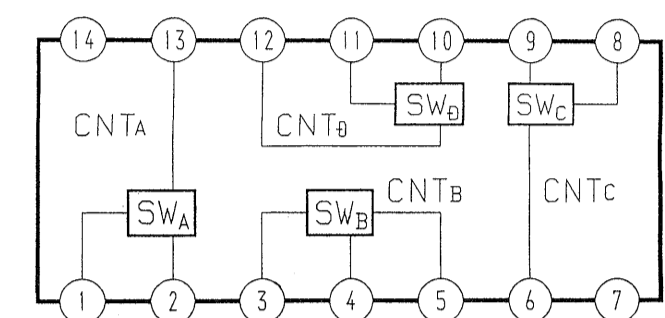 14 13 12 11 10 9 8
SWD SWC
CNTA CNTD
CNTB CNTC
SWA SWB
1 2 3 4 5 6 7